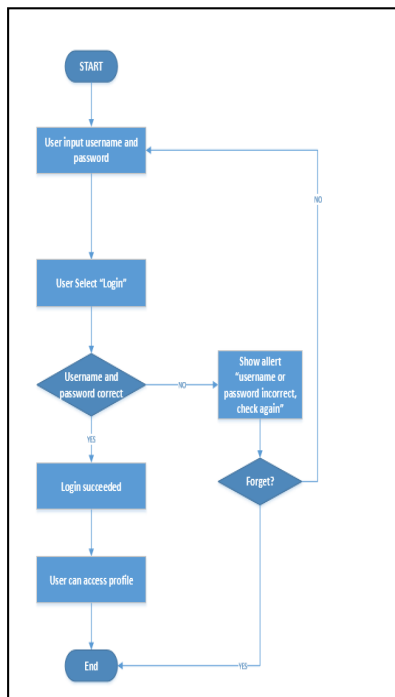 START
User input username and
password
User Select “Login”
Username and
password correct
NO
Show allert
“username or
password incorrect,
check again”
NO
YES
Forget?
Login succeeded
User can access profile
End
YES